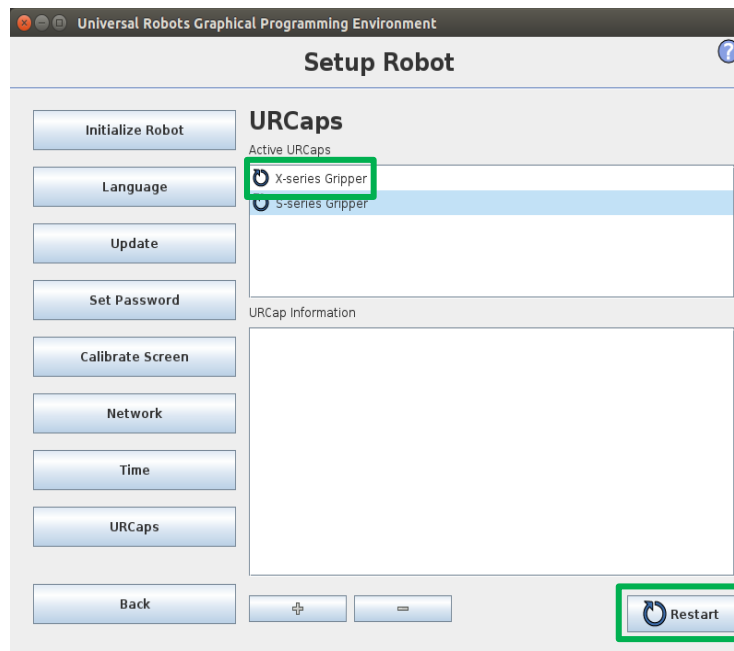 Universal Robots Graphical Programming Environment
Setup Robot
?
Initialize Robot
Language
Update
Set Password
Calibrate Screen
Network
Time
URCaps
Back
URCaps
Active URCaps
X-series Gripper
S-series Gripper
URCap Information
Restart